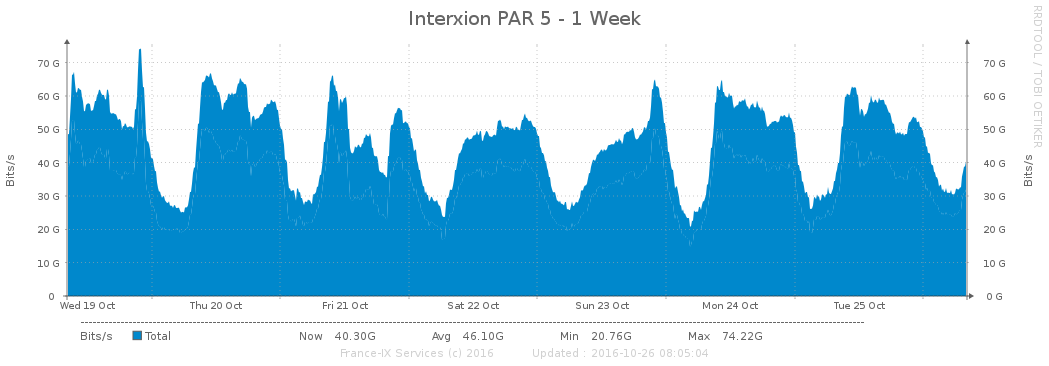 Interxion PAR 5 - 1 Week
RRDTOOL / TOBI OETIKER
Bits/s
70 G
60 G
50 G
40 G
30 G
20 G
10 G
0
70 G
60 G
50 G
40 G
30 G
20 G
10 G
0 G
Bits/s
Wed 19 Oct Thu 20 Oct Fri 21 Oct Sat 22 Oct Sun 23 Oct Mon 24 Oct Tue 25 Oct
Bits/s Total Now 40.30G Avg 46.10G Min 20.76G Max 74.22G
France-IX Services (c) 2016 Updated : 2016-10-26 08:05:04